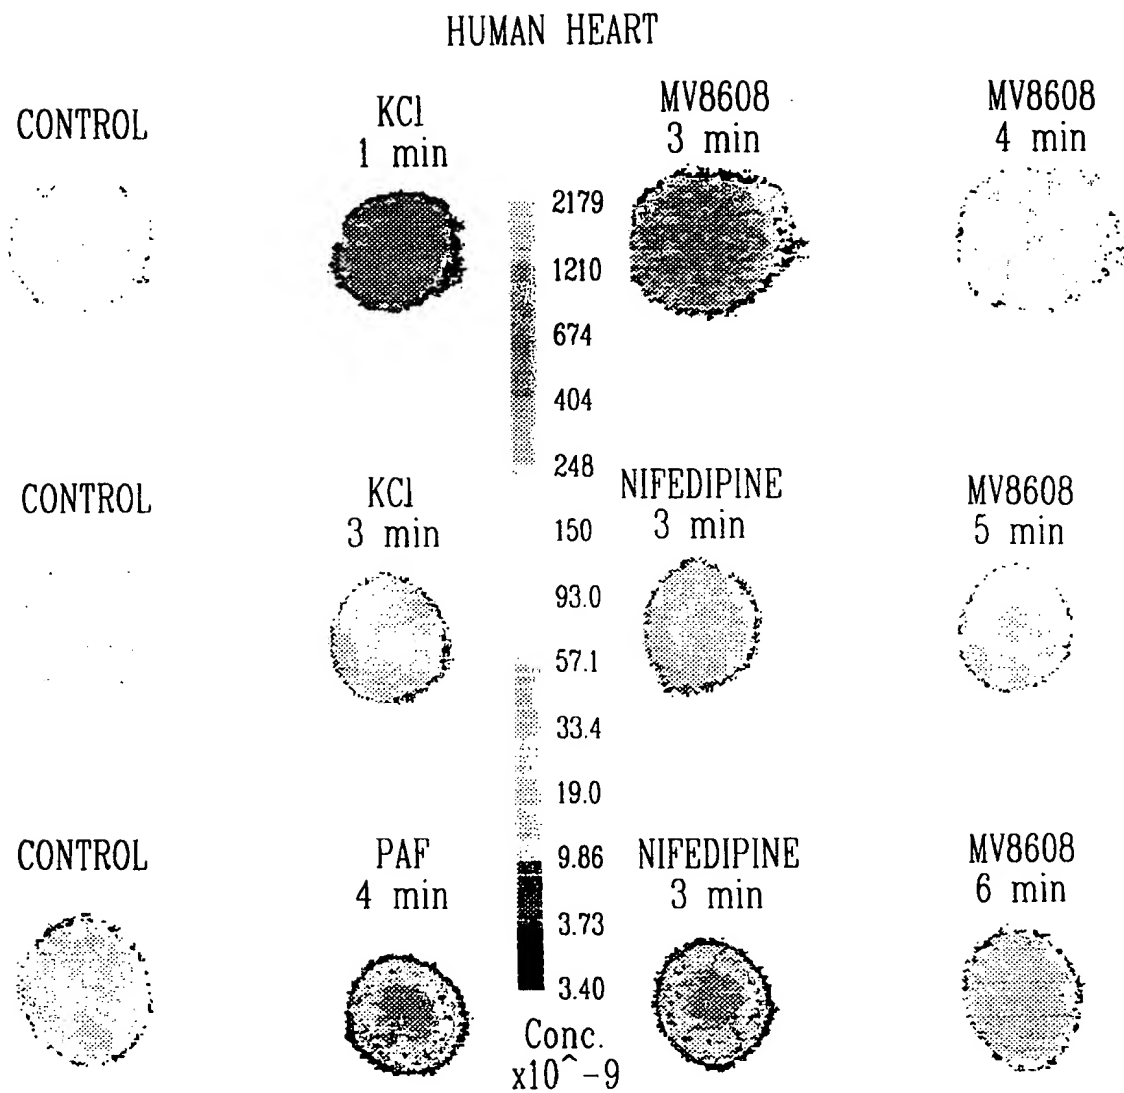 HUMAN HEART
CONTROL
KCl
1 min
MV8608
3 min
MV8608
4 min
2179
1210
674
404
248
CONTROL
KCl
3 min
NIFEDIPINE
3 min
MV8608
5 min
150
93.0
57.1
33.4
19.0
CONTROL
PAF
4 min
9.86
NIFEDIPINE
3 min
MV8608
6 min
3.73
3.40
Conc.
x10^-9